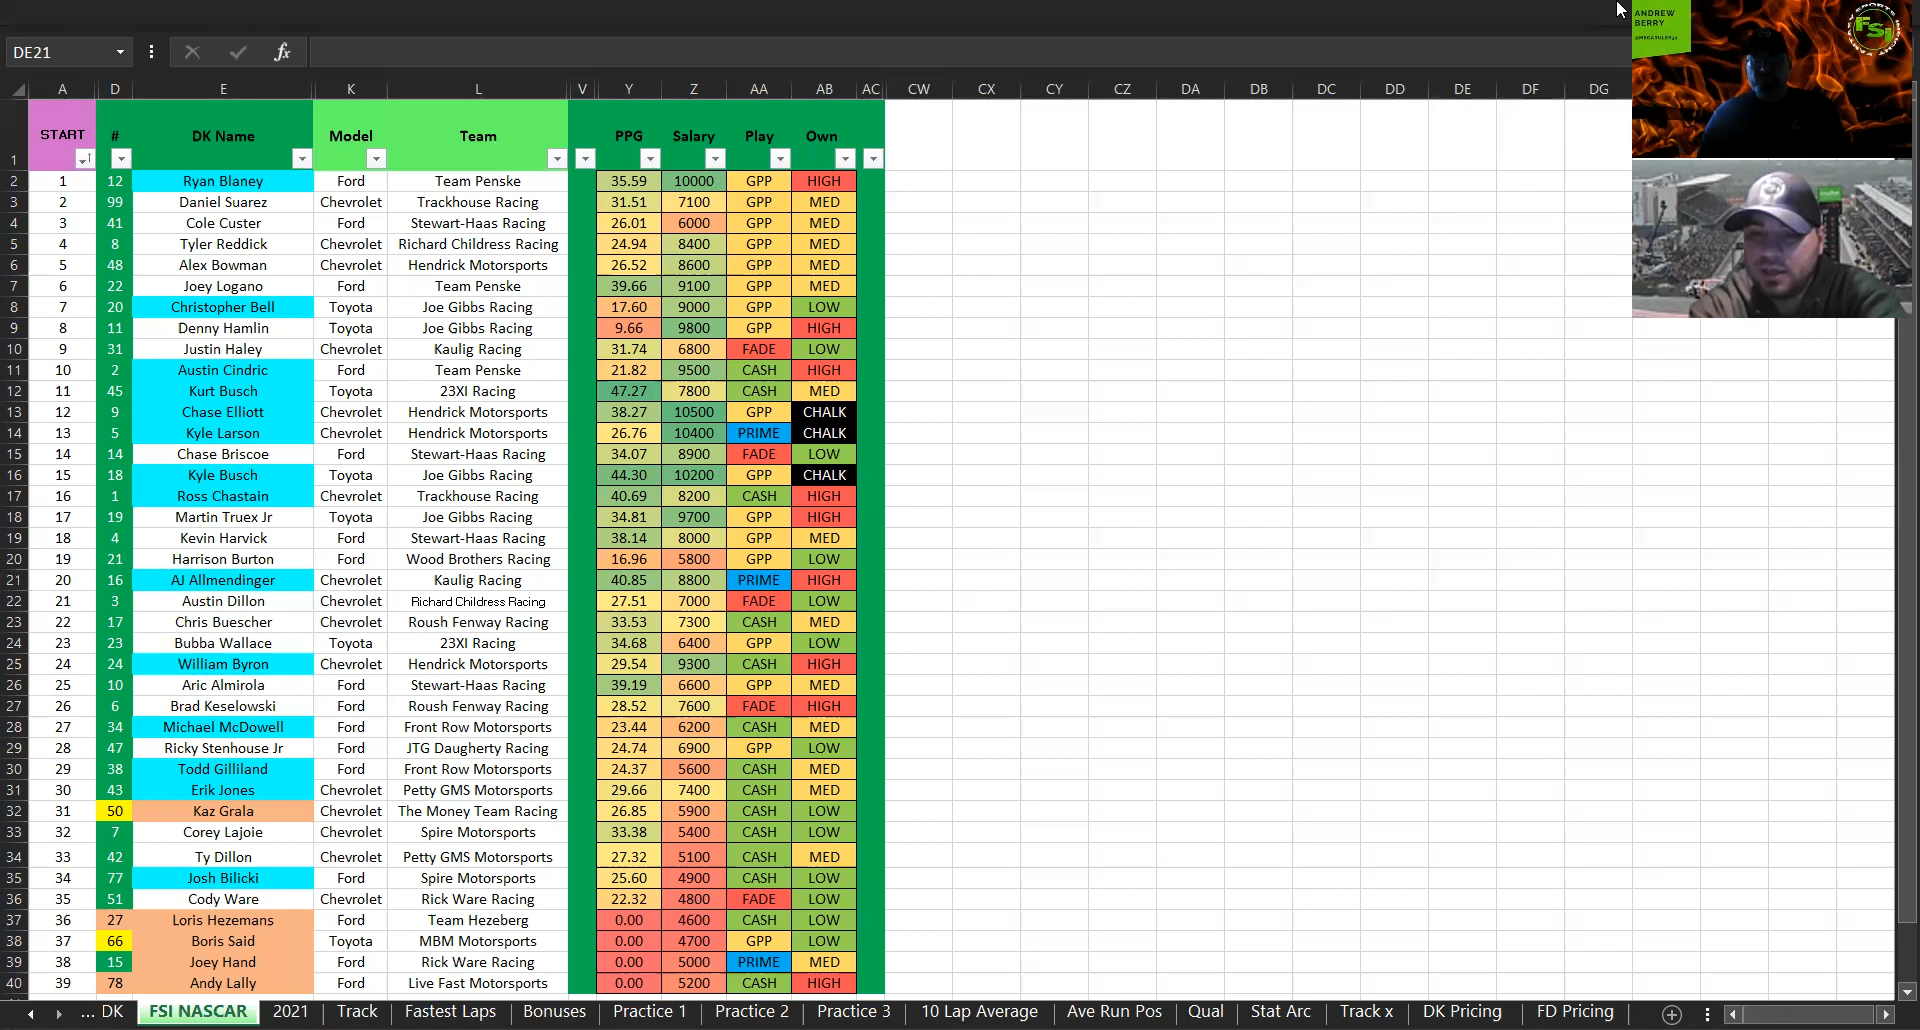 ANDREW
BERRY
FSi
DE21 fx
A D E K L V Y Z AA AB AC CW CX CY CZ DA DB DC DD DE DF DG
START # DK Name Model Team PPG Salary Play Own
1
2 1 12 Ryan Blaney Ford Team Penske 35.59 10000 GPP HIGH
3 2 99 Daniel Suarez Chevrolet Trackhouse Racing 31.51 7100 GPP MED
4 3 41 Cole Custer Ford Stewart-Haas Racing 26.01 6000 GPP MED
5 4 8 Tyler Reddick Chevrolet Richard Childress Racing 24.94 8400 GPP MED
6 5 48 Alex Bowman Chevrolet Hendrick Motorsports 26.52 8600 GPP MED
7 6 22 Joey Logano Ford Team Penske 39.66 9100 GPP MED
8 7 20 Christopher Bell Toyota Joe Gibbs Racing 17.60 9000 GPP LOW
9 8 11 Denny Hamlin Toyota Joe Gibbs Racing 9.66 9800 GPP HIGH
10 9 31 Justin Haley Chevrolet Kaulig Racing 31.74 6800 FADE LOW
11 10 2 Austin Cindric Ford Team Penske 21.82 9500 CASH HIGH
12 11 45 Kurt Busch Toyota 23XI Racing 47.27 7800 CASH MED
13 12 9 Chase Elliott Chevrolet Hendrick Motorsports 38.27 10500 GPP CHALK
14 13 5 Kyle Larson Chevrolet Hendrick Motorsports 26.76 10400 PRIME CHALK
15 14 14 Chase Briscoe Ford Stewart-Haas Racing 34.07 8900 FADE LOW
16 15 18 Kyle Busch Toyota Joe Gibbs Racing 44.30 10200 GPP CHALK
17 16 1 Ross Chastain Chevrolet Trackhouse Racing 40.69 8200 CASH HIGH
18 17 19 Martin Truex Jr Toyota Joe Gibbs Racing 34.81 9700 GPP HIGH
19 18 4 Kevin Harvick Ford Stewart-Haas Racing 38.14 8000 GPP MED
20 19 21 Harrison Burton Ford Wood Brothers Racing 16.96 5800 GPP LOW
21 20 16 AJ Allmendinger Chevrolet Kaulig Racing 40.85 8800 PRIME HIGH
22 21 3 Austin Dillon Chevrolet Richard Childress Racing 27.51 7000 FADE LOW
23 22 17 Chris Buescher Chevrolet Roush Fenway Racing 33.53 7300 CASH MED
24 23 23 Bubba Wallace Toyota 23XI Racing 34.68 6400 GPP LOW
25 24 24 William Byron Chevrolet Hendrick Motorsports 29.54 9300 CASH HIGH
26 25 10 Aric Almirola Ford Stewart-Haas Racing 39.19 6600 GPP MED
27 26 6 Brad Keselowski Ford Roush Fenway Racing 28.52 7600 FADE HIGH
28 27 34 Michael McDowell Ford Front Row Motorsports 23.44 6200 CASH MED
29 28 47 Ricky Stenhouse Jr Ford JTG Daugherty Racing 24.74 6900 GPP LOW
30 29 38 Todd Gilliland Ford Front Row Motorsports 24.37 5600 CASH MED
31 30 43 Erik Jones Chevrolet Petty GMS Motorsports 29.66 7400 CASH MED
32 31 50 Kaz Grala Chevrolet The Money Team Racing 26.85 5900 CASH LOW
33 32 7 Corey Lajoie Chevrolet Spire Motorsports 33.38 5400 CASH LOW
34 33 42 Ty Dillon Chevrolet Petty GMS Motorsports 27.32 5100 CASH MED
35 34 77 Josh Bilicki Ford Spire Motorsports 25.60 4900 CASH LOW
36 35 51 Cody Ware Chevrolet Rick Ware Racing 22.32 4800 FADE LOW
37 36 27 Loris Hezemans Ford Team Hezeberg 0.00 4600 CASH LOW
38 37 66 Boris Said Toyota MBM Motorsports 0.00 4700 GPP LOW
39 38 15 Joey Hand Ford Rick Ware Racing 0.00 5000 PRIME MED
40 39 78 Andy Lally Ford Live Fast Motorsports 0.00 5200 CASH HIGH
... DK FSI NASCAR 2021 Track Fastest Laps Bonuses Practice 1 Practice 2 Practice 3 10 Lap Average Ave Run Pos Qual Stat Arc Track x DK Pricing FD Pricing